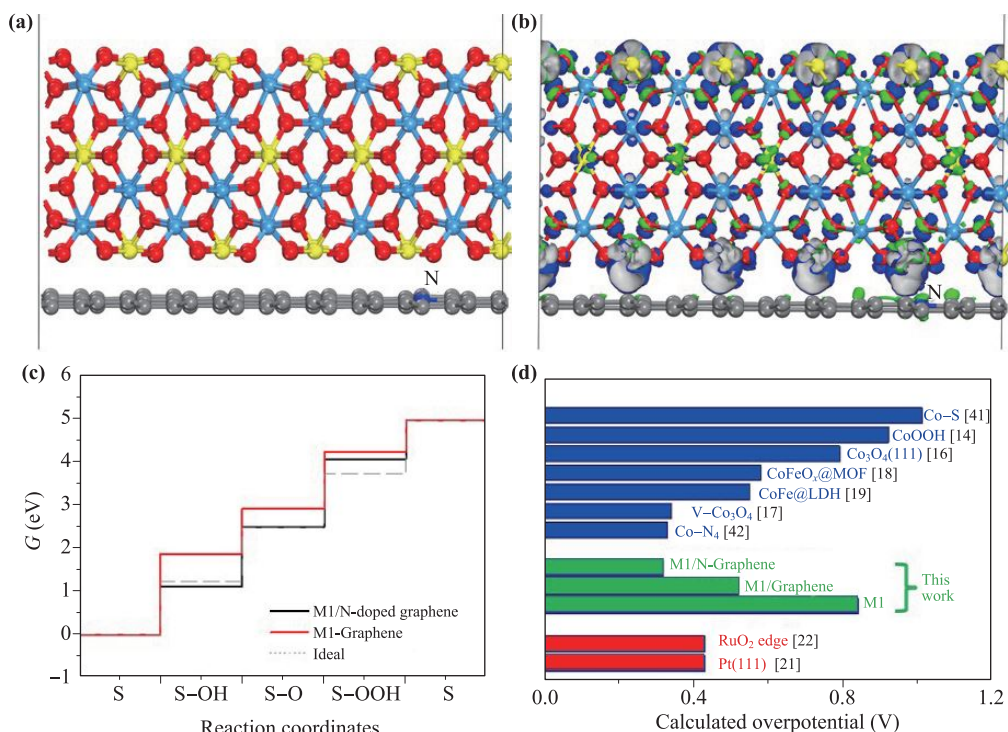 (a)
N
(b)
N
(c)
6
5
4
3
2
1
0
−1
G (eV)
M1/N-doped graphene
M1-Graphene
Ideal
S
S−OH
S−O
S−OOH
S
Reaction coordinates
(d)
Co−S [41]
CoOOH [14]
Co₃O₄(111) [16]
CoFeOₓ@MOF [18]
CoFe@LDH [19]
V−Co₃O₄ [17]
Co−N₄ [42]
M1/N-Graphene
M1/Graphene
M1
This
work
RuO₂ edge [22]
Pt(111) [21]
0.0
0.4
0.8
1.2
Calculated overpotential (V)